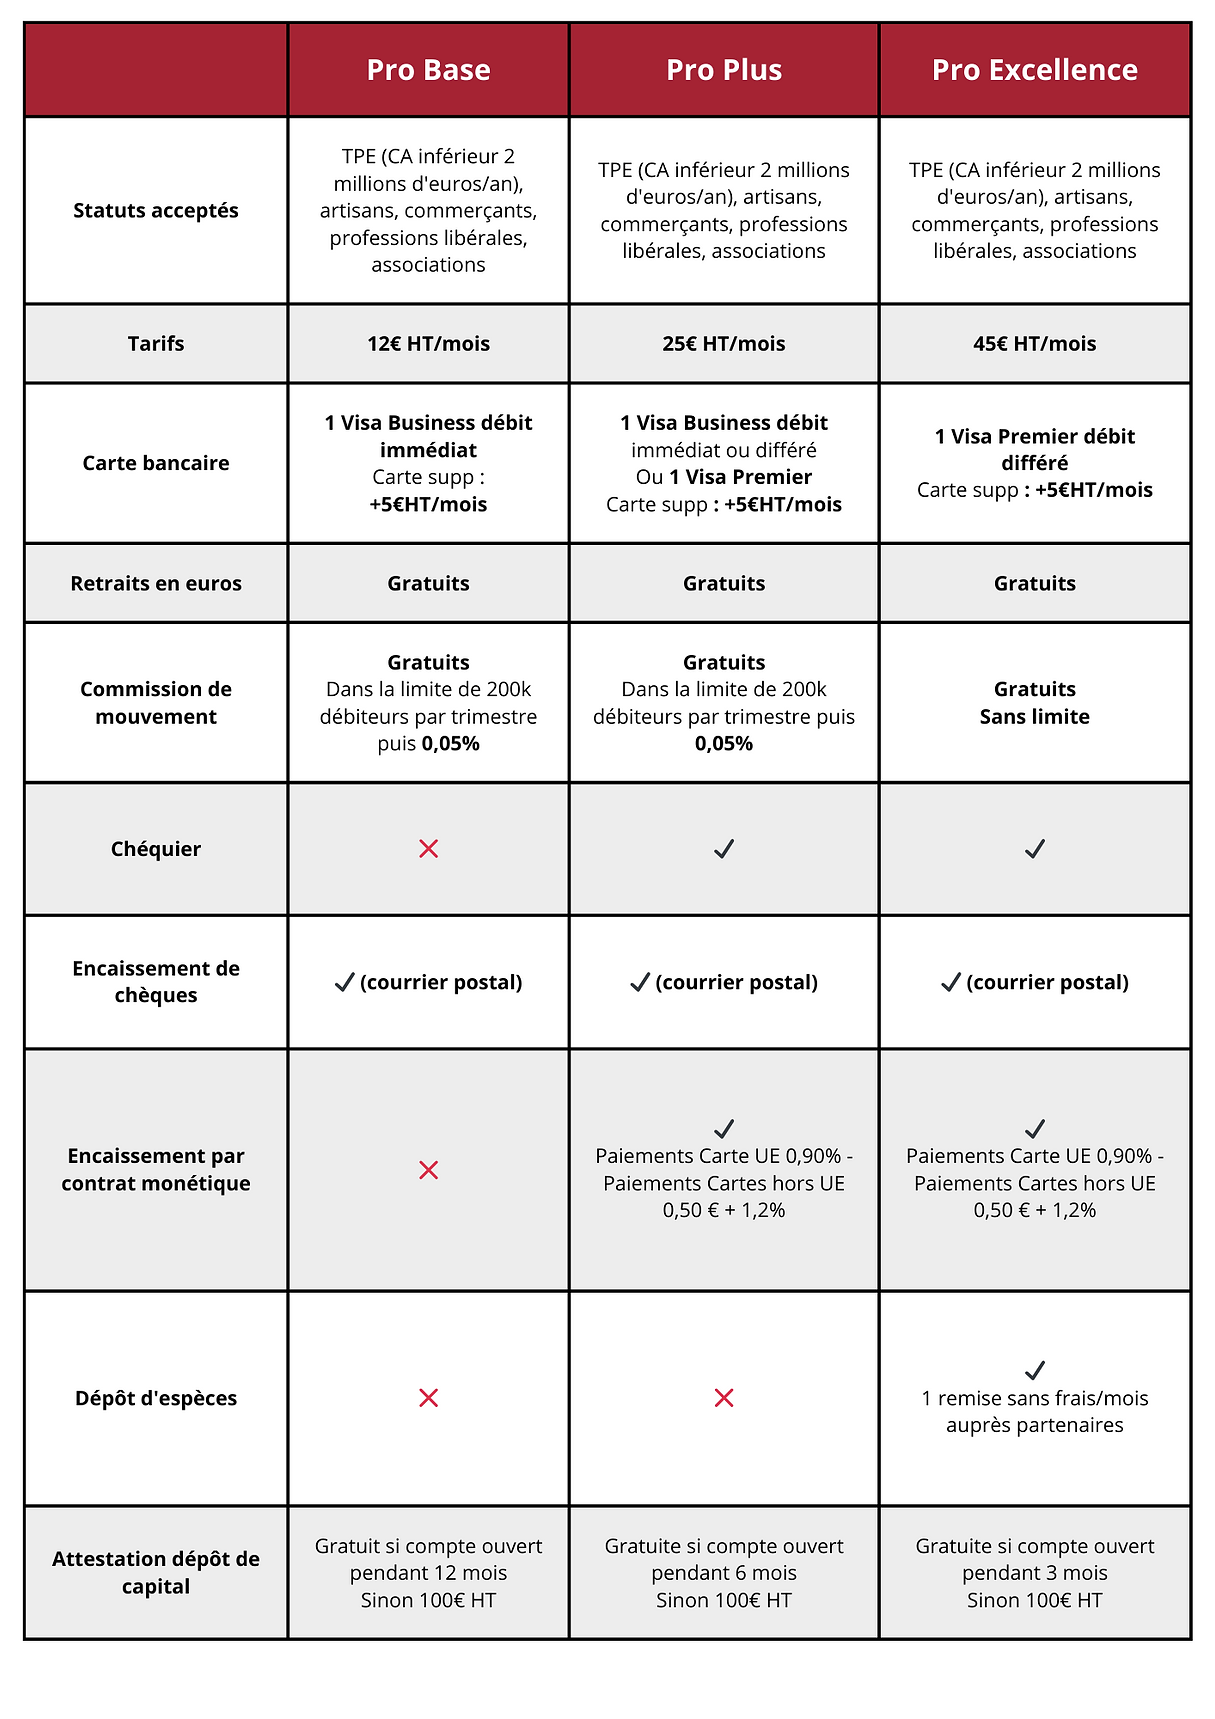 Pro Base
Pro Plus
Pro Excellence
Statuts acceptés
TPE (CA inférieur 2
millions d'euros/an),
artisans, commerçants,
professions libérales,
associations
TPE (CA inférieur 2 millions
d'euros/an), artisans,
commerçants, professions
libérales, associations
TPE (CA inférieur 2 millions
d'euros/an), artisans,
commerçants, professions
libérales, associations
Tarifs
12€ HT/mois
25€ HT/mois
45€ HT/mois
Carte bancaire
1 Visa Business débit
immédiat
Carte supp :
+5€HT/mois
1 Visa Business débit
immédiat ou différé
Ou 1 Visa Premier
Carte supp : +5€HT/mois
1 Visa Premier débit
différé
Carte supp : +5€HT/mois
Retraits en euros
Gratuits
Gratuits
Gratuits
Commission de
mouvement
Gratuits
Dans la limite de 200k
débiteurs par trimestre
puis 0,05%
Gratuits
Dans la limite de 200k
débiteurs par trimestre puis
0,05%
Gratuits
Sans limite
Chéquier
Encaissement de
chèques
(courrier postal)
(courrier postal)
(courrier postal)
Encaissement par
contrat monétique
Paiements Carte UE 0,90% -
Paiements Cartes hors UE
0,50 € + 1,2%
Paiements Carte UE 0,90% -
Paiements Cartes hors UE
0,50 € + 1,2%
Dépôt d'espèces
1 remise sans frais/mois
auprès partenaires
Attestation dépôt de
capital
Gratuit si compte ouvert
pendant 12 mois
Sinon 100€ HT
Gratuite si compte ouvert
pendant 6 mois
Sinon 100€ HT
Gratuite si compte ouvert
pendant 3 mois
Sinon 100€ HT